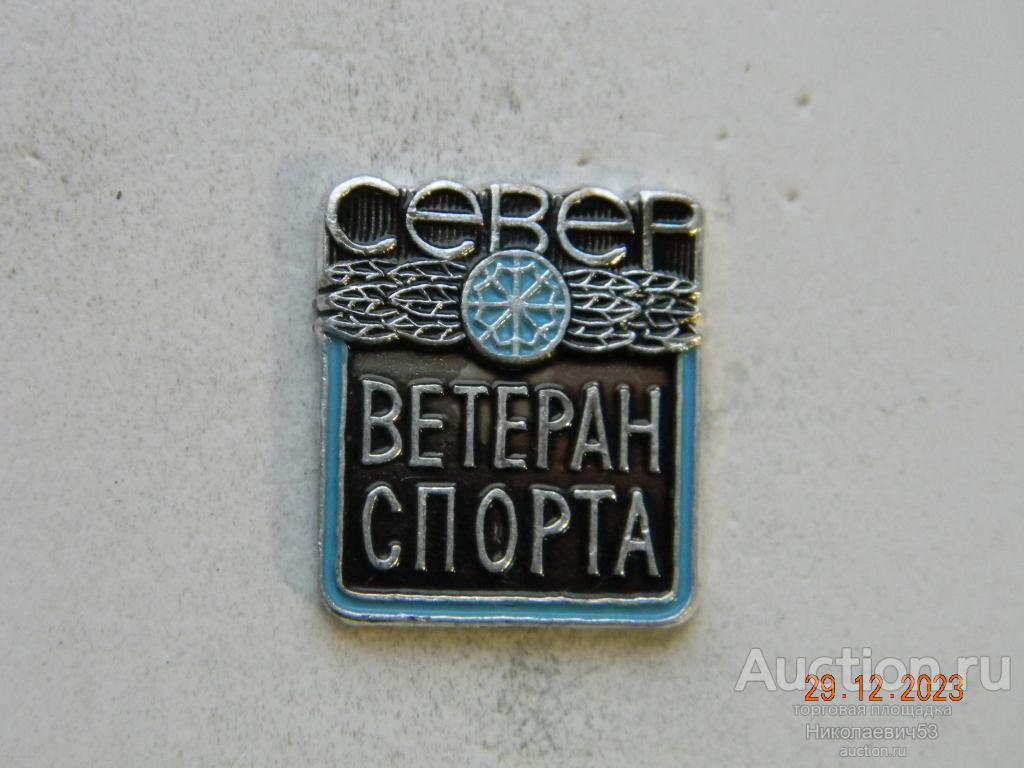 север
ВЕТЕРАН
СПОРТА
Auction.ru
29.12.2023
торговая площадка
Николаевич53
auction.ru